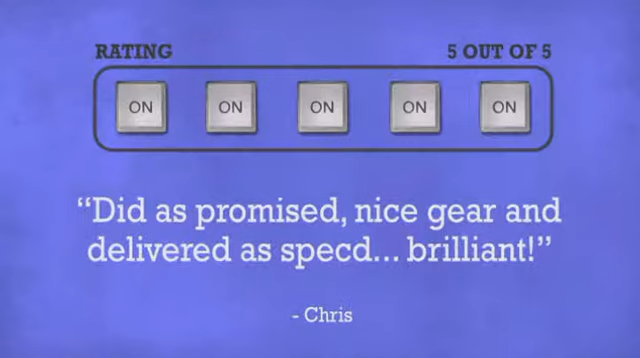 RATING 5 OUT OF 5
ON ON ON ON ON
“Did as promised, nice gear and
delivered as specd... brilliant!”
- Chris